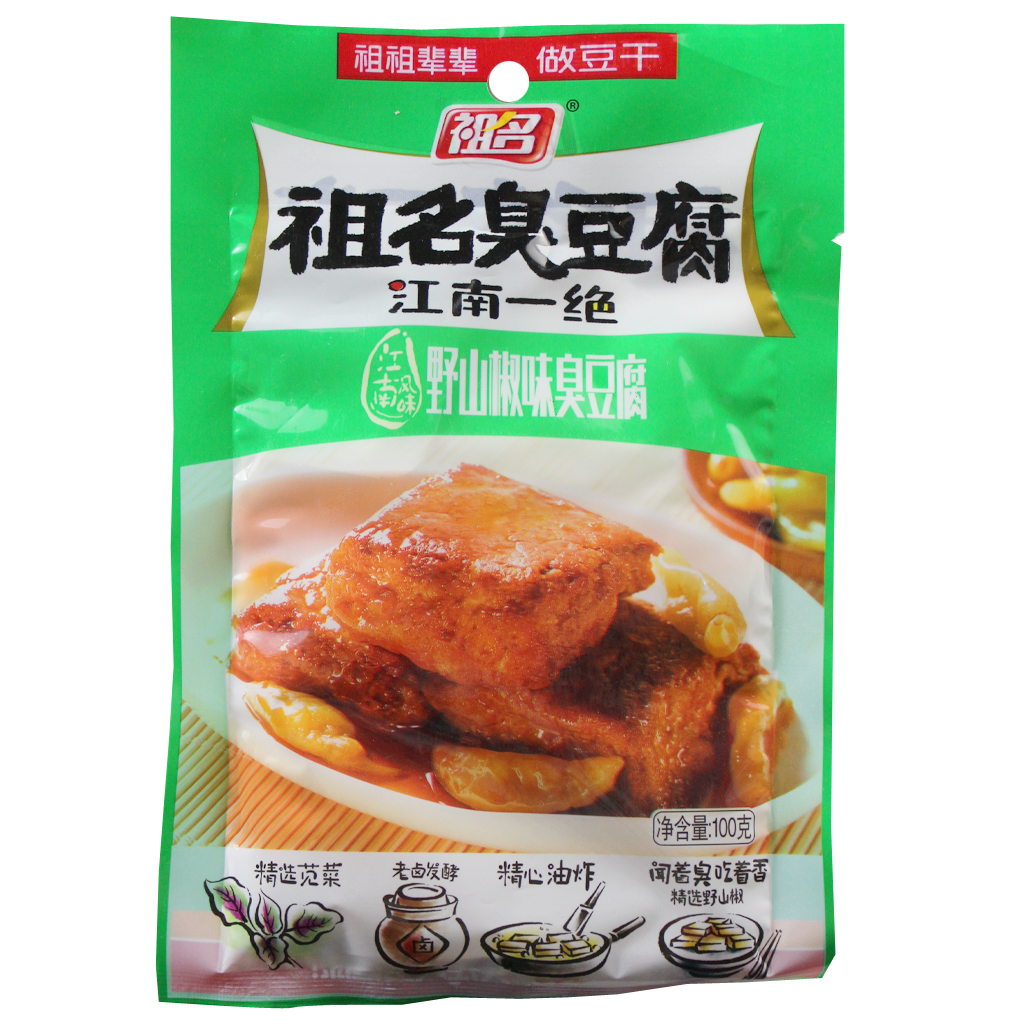 祖祖辈辈 做豆干
祖名®
祖名臭豆腐
江南一绝
江南风味
野山椒味臭豆腐
净含量:100克
精选苋菜
老卤发酵
卤
精心油炸
闻着臭吃着香
精选野山椒